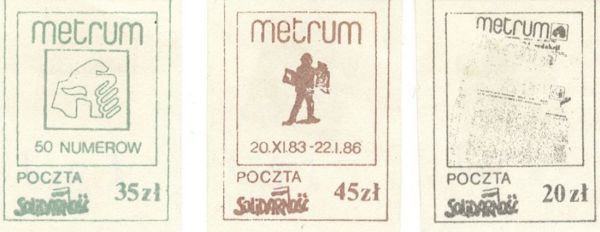 metrum
50 NUMEROW
POCZTA
SOLIDARNOŚĆ
35 zł
metrum
20.XI.83-22.I.86
POCZTA
SOLIDARNOŚĆ
45 zł
metrum
POCZTA
SOLIDARNOŚĆ
20 zł